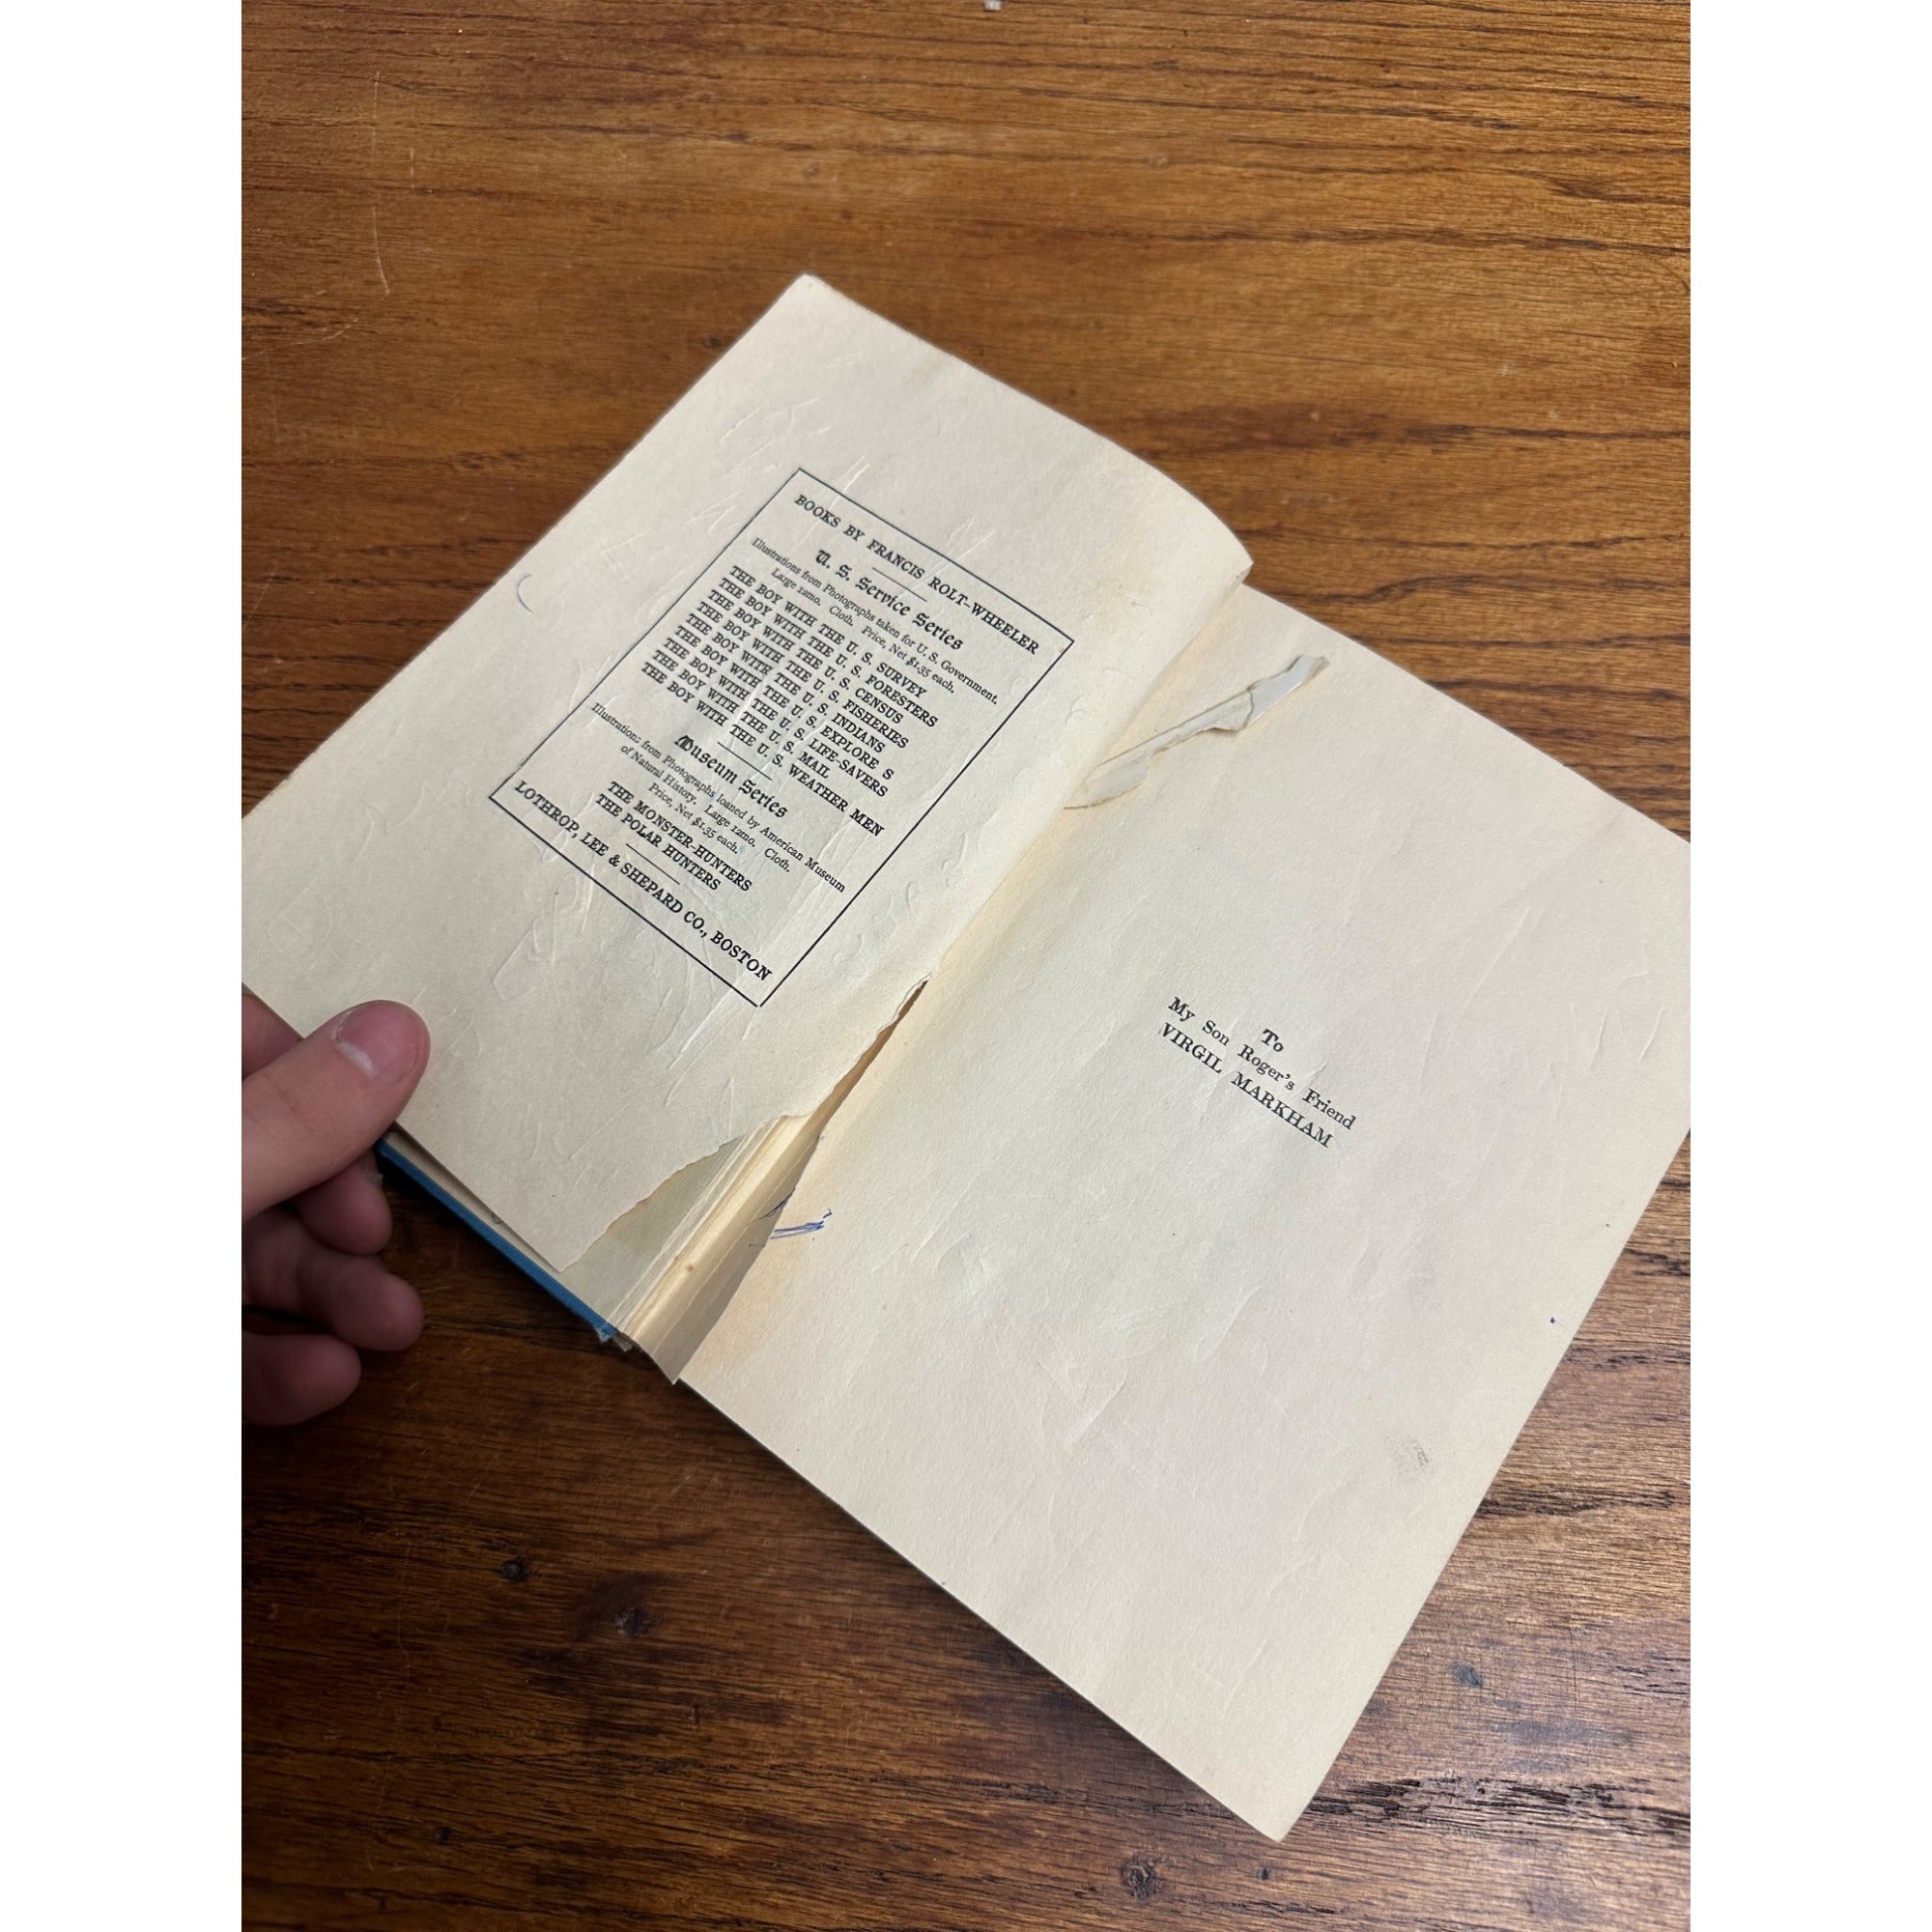 BOOKS BY FRANCIS ROLT-WHEELER
U. S. Service Series
Illustrations from Photographs taken for U. S. Government.
Large 12mo. Cloth. Price, Net $1.35 each.
THE BOY WITH THE U. S. SURVEY
THE BOY WITH THE U. S. FORESTERS
THE BOY WITH THE U. S. CENSUS
THE BOY WITH THE U. S. FISHERIES
THE BOY WITH THE U. S. INDIANS
THE BOY WITH THE U. S. EXPLORE S
THE BOY WITH THE U. S. LIFE-SAVERS
THE BOY WITH THE U. S. MAIL
THE BOY WITH THE U. S. WEATHER MEN
Museum Series
Illustrations from Photographs loaned by American Museum
of Natural History. Large 12mo. Cloth.
Price, Net $1.35 each.
THE MONSTER-HUNTERS
THE POLAR HUNTERS
LOTHROP, LEE & SHEPARD CO., BOSTON
To
My Son Roger's Friend
VIRGIL MARKHAM